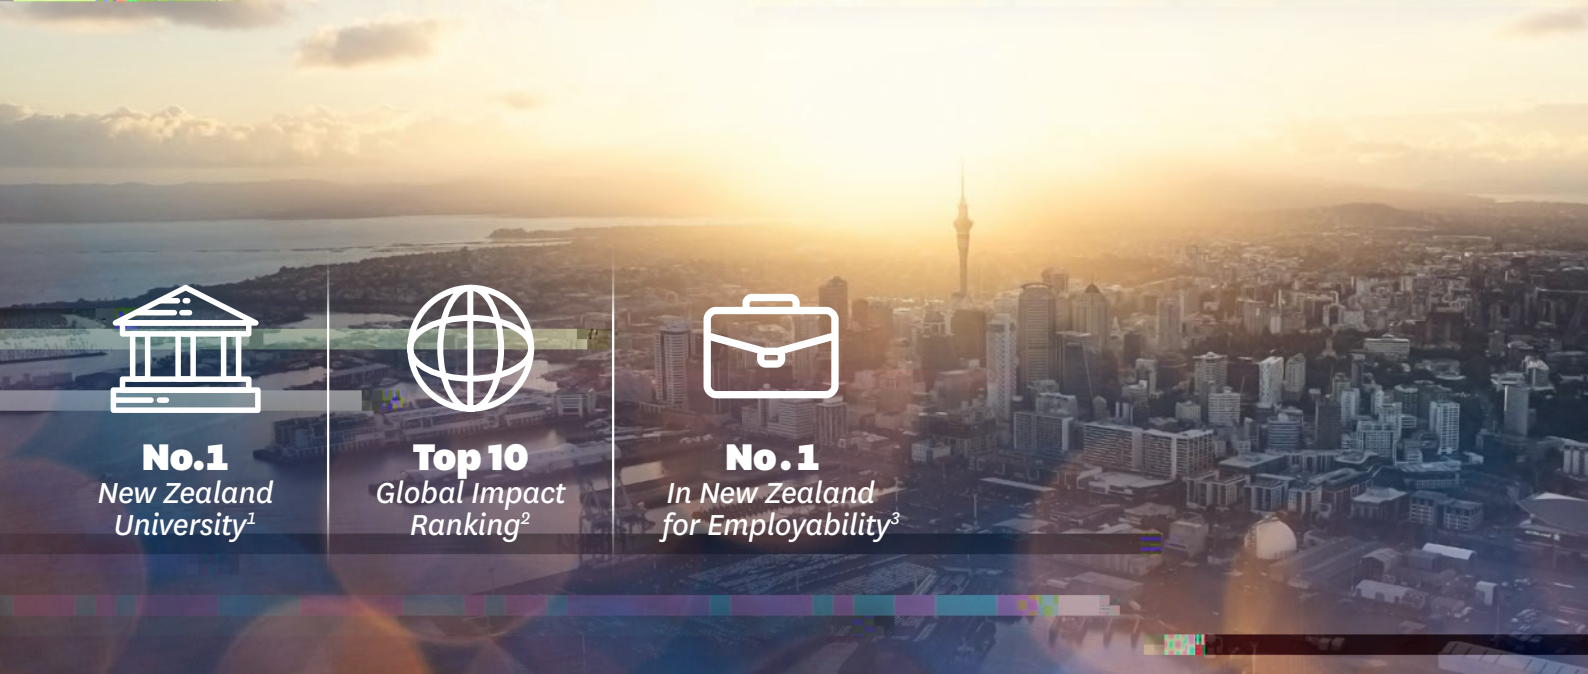 No.1
New Zealand
University¹
Top 10
Global Impact
Ranking²
No.1
In New Zealand
for Employability³